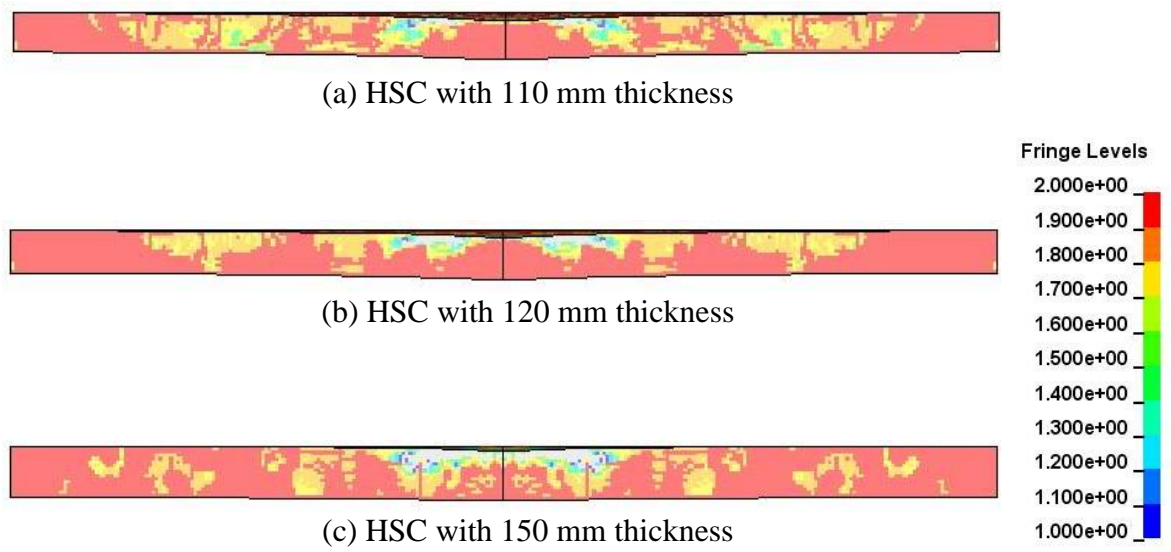 (a) HSC with 110 mm thickness
(b) HSC with 120 mm thickness
(c) HSC with 150 mm thickness
Fringe Levels
2.000e+00
1.900e+00
1.800e+00
1.700e+00
1.600e+00
1.500e+00
1.400e+00
1.300e+00
1.200e+00
1.100e+00
1.000e+00